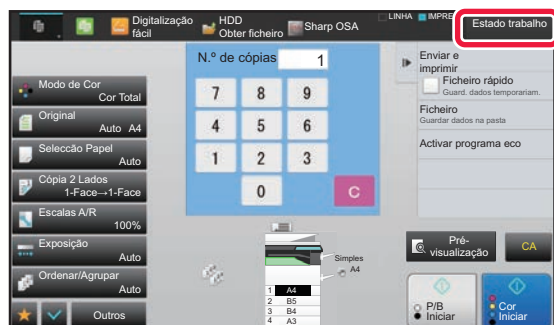 Digitalização
fácil
HDD
Obter ficheiro
Sharp OSA
LINHA
IMPRE
Estado trabalho
Modo de Cor
Cor Total
Original
Auto A4
Selecção Papel
Auto
Cópia 2 Lados
1-Face→1-Face
Escalas A/R
100%
Exposição
Auto
Ordenar/Agrupar
Auto
Outros
N.º de cópias
1
7 8 9
4 5 6
1 2 3
0 C
Simples
A4
1 A4
2 B5
3 B4
4 A3
Enviar e
imprimir
Ficheiro rápido
Guard. dados temporariam.
Ficheiro
Guardar dados na pasta
Activar programa eco
Pré-
visualização
CA
P/B
Iniciar
Cor
Iniciar